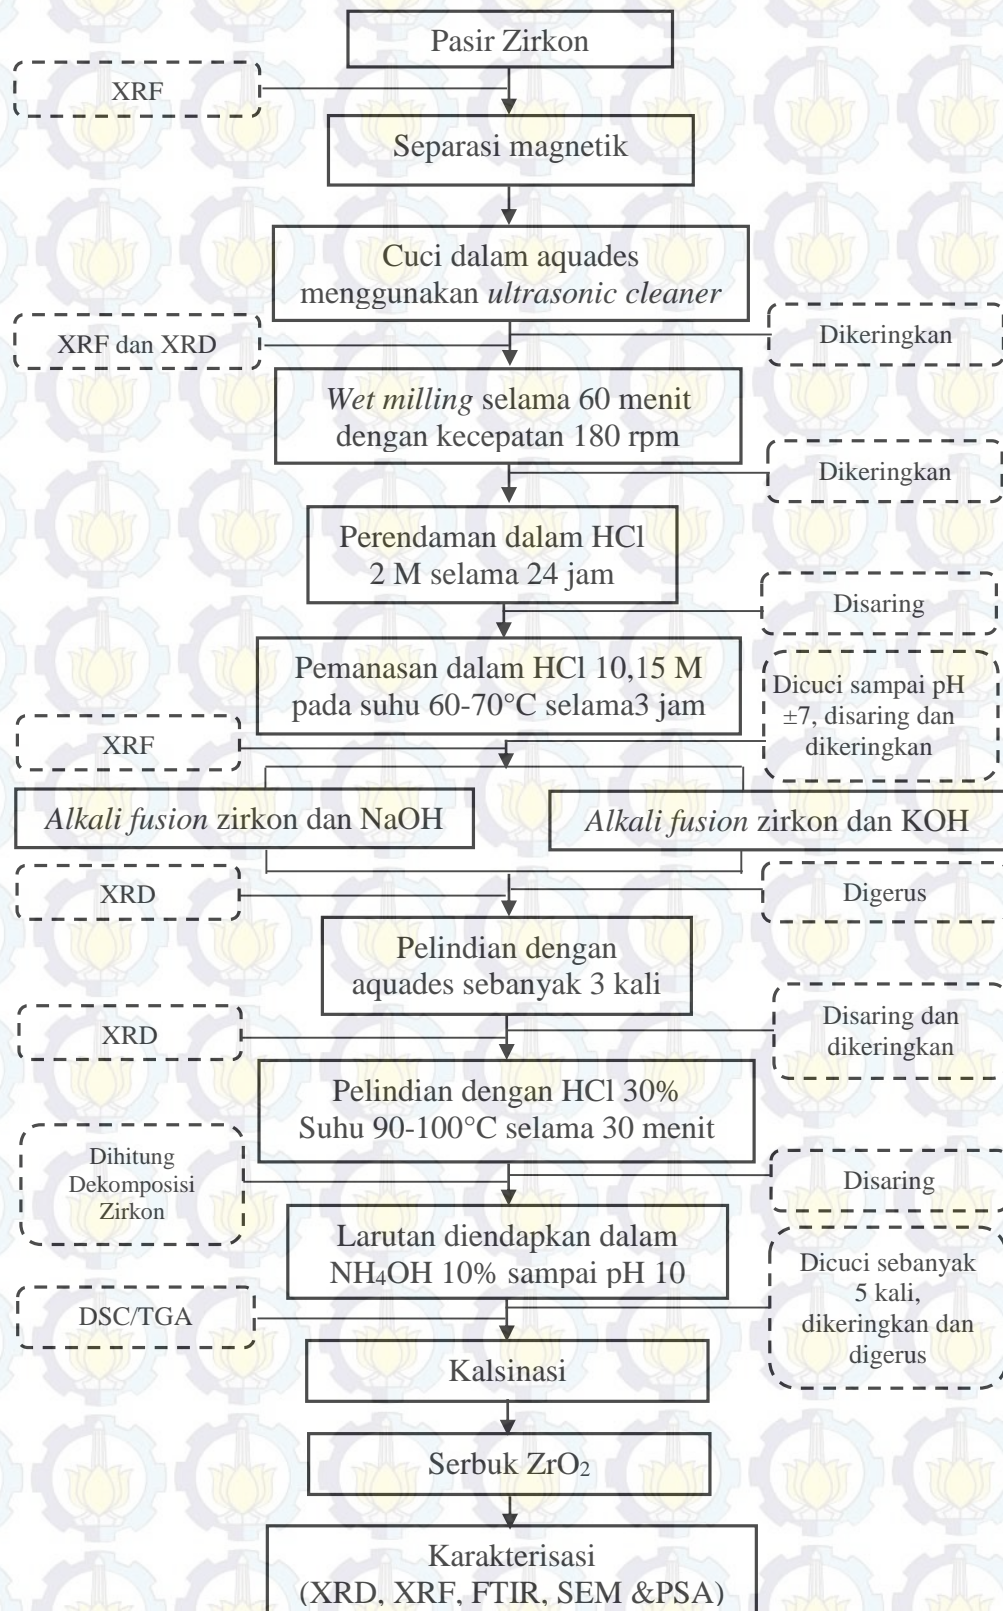 Pasir Zirkon
XRF
Separasi magnetik
Cuci dalam aquades
menggunakan ultrasonic cleaner
XRF dan XRD
Dikeringkan
Wet milling selama 60 menit
dengan kecepatan 180 rpm
Dikeringkan
Perendaman dalam HCl
2 M selama 24 jam
Disaring
Pemanasan dalam HCl 10,15 M
pada suhu 60-70°C selama3 jam
Dicuci sampai pH
±7, disaring dan
dikeringkan
XRF
Alkali fusion zirkon dan NaOH
Alkali fusion zirkon dan KOH
XRD
Digerus
Pelindian dengan
aquades sebanyak 3 kali
XRD
Disaring dan
dikeringkan
Pelindian dengan HCl 30%
Suhu 90-100°C selama 30 menit
Dihitung
Dekomposisi
Zirkon
Disaring
Larutan diendapkan dalam
NH₄OH 10% sampai pH 10
Dicuci sebanyak
5 kali,
dikeringkan dan
digerus
DSC/TGA
Kalsinasi
Serbuk ZrO₂
Karakterisasi
(XRD, XRF, FTIR, SEM &PSA)